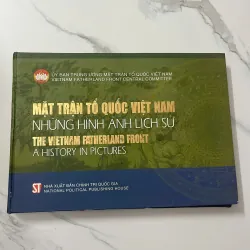 ỦY BAN TRUNG ƯƠNG MẶT TRẬN TỔ QUỐC VIỆT NAM
VIETNAM FATHERLAND FRONT CENTRAL COMMITTEE
MẶT TRẬN TỔ QUỐC VIỆT NAM
NHỮNG HÌNH ẢNH LỊCH SỬ
THE VIETNAM FATHERLAND FRONT
A HISTORY IN PICTURES
ST NHÀ XUẤT BẢN CHÍNH TRỊ QUỐC GIA
NATIONAL POLITICAL PUBLISHING HOUSE